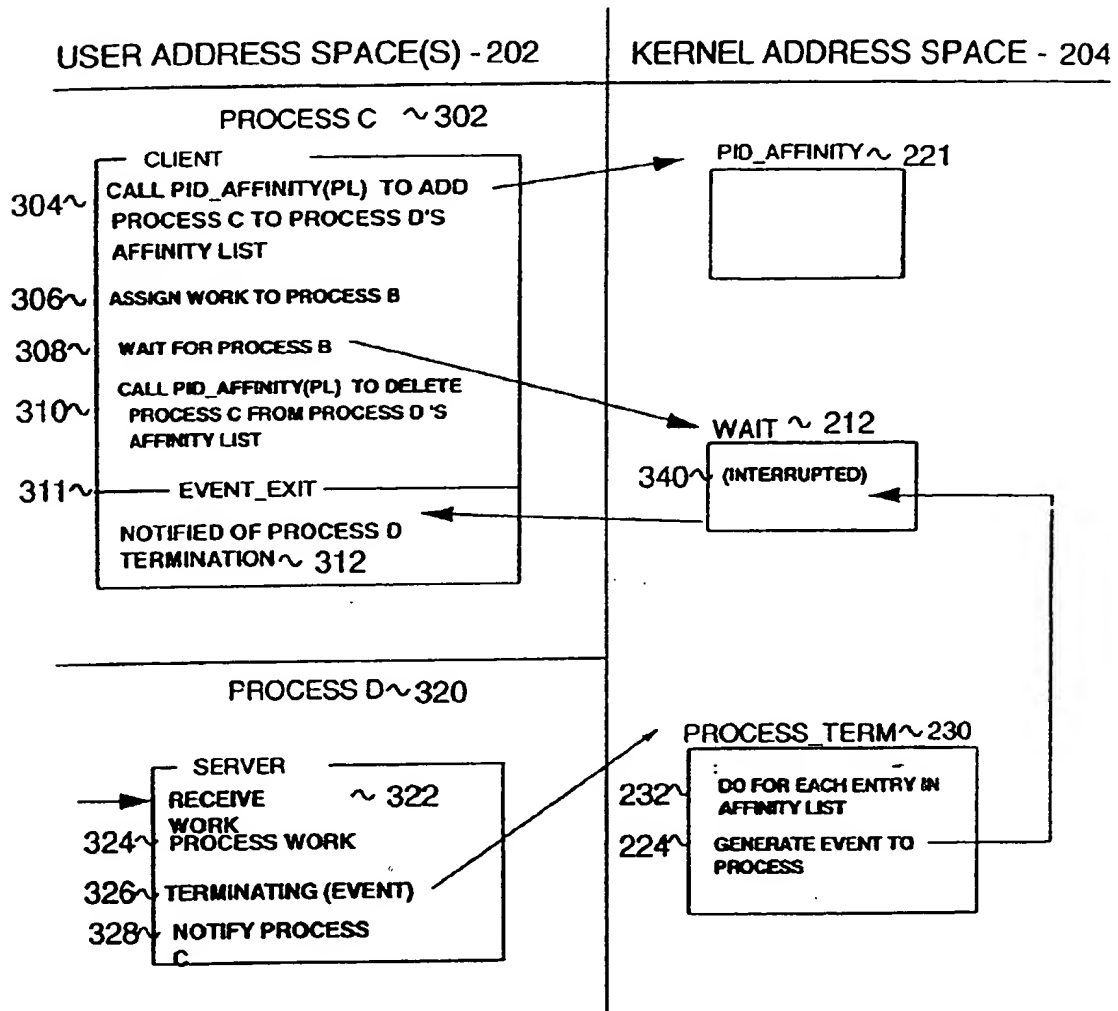 USER ADDRESS SPACE(S) - 202
KERNEL ADDRESS SPACE - 204
PROCESS C ~302
CLIENT
304~ CALL PID_AFFINITY(PL) TO ADD
PROCESS C TO PROCESS D'S
AFFINITY LIST
306~ ASSIGN WORK TO PROCESS B
308~ WAIT FOR PROCESS B
310~ CALL PID_AFFINITY(PL) TO DELETE
PROCESS C FROM PROCESS D 'S
AFFINITY LIST
311~ EVENT_EXIT
NOTIFIED OF PROCESS D
TERMINATION~ 312
PID_AFFINITY~ 221
WAIT ~ 212
340~ (INTERRUPTED)
PROCESS D~320
SERVER
RECEIVE ~ 322
WORK
324~ PROCESS WORK
326~ TERMINATING (EVENT)
328~ NOTIFY PROCESS
C
PROCESS_TERM~230
232~ DO FOR EACH ENTRY IN
AFFINITY LIST
224~ GENERATE EVENT TO
PROCESS